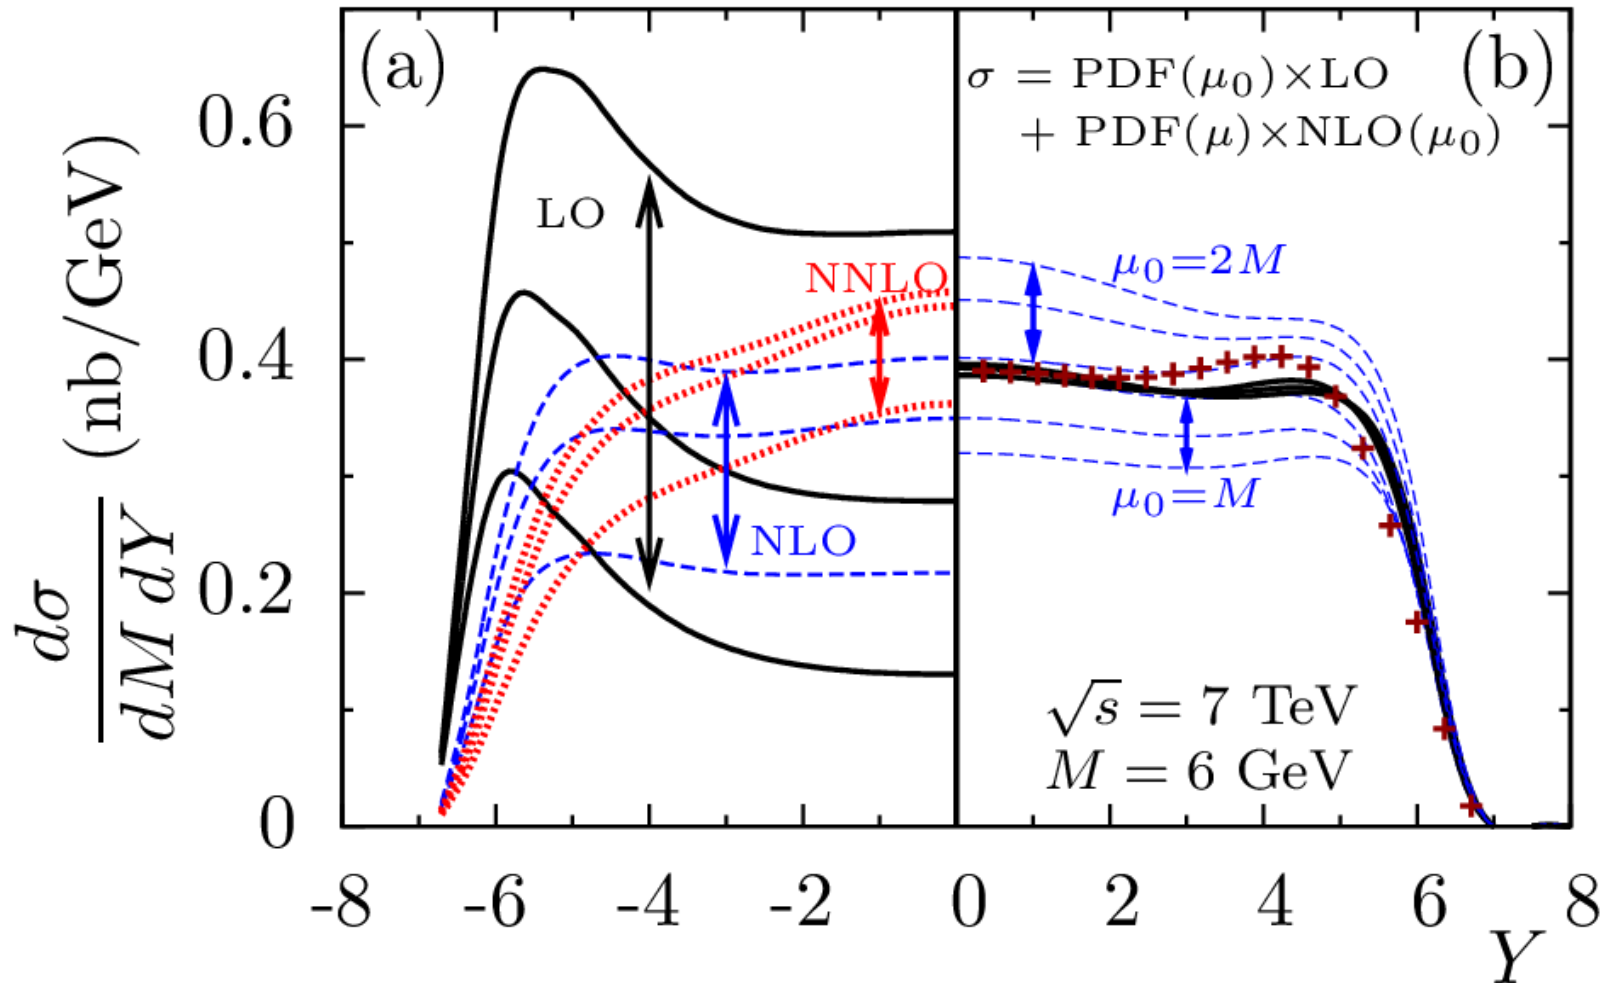 (a)
(b)
σ = PDF(μ₀)×LO
+ PDF(μ)×NLO(μ₀)
0.6
0.4
0.2
0
dσ
dM dY
(nb/GeV)
LO
NNLO
NLO
μ₀=2M
μ₀=M
√s = 7 TeV
M = 6 GeV
-8 -6 -4 -2 0 2 4 6 8
Y